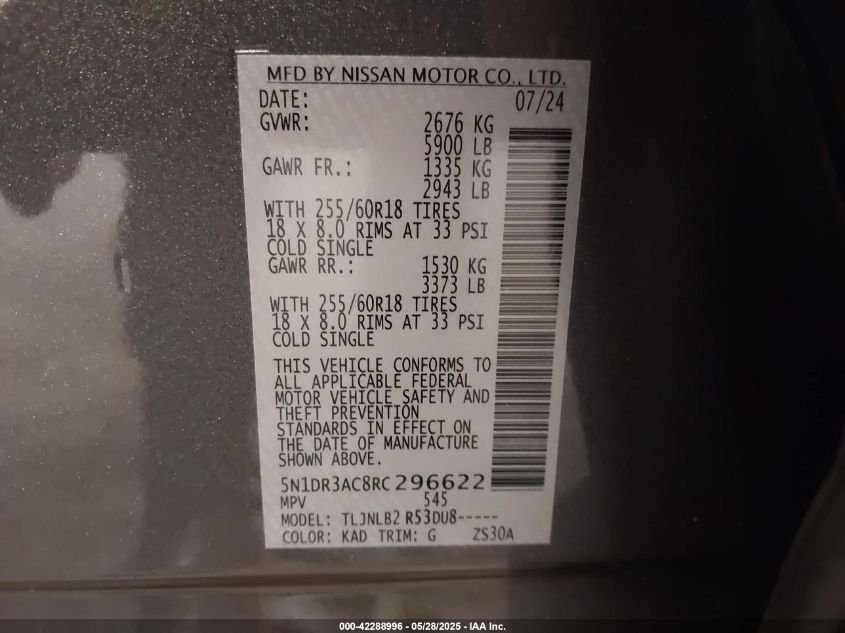 MFD BY NISSAN MOTOR CO., LTD.
DATE: 07/24
GVWR: 2676 KG
5900 LB
GAWR FR.: 1335 KG
2943 LB
WITH 255/60R18 TIRES
18 X 8.0 RIMS AT 33 PSI
COLD SINGLE
GAWR RR.: 1530 KG
3373 LB
WITH 255/60R18 TIRES
18 X 8.0 RIMS AT 33 PSI
COLD SINGLE
THIS VEHICLE CONFORMS TO
ALL APPLICABLE FEDERAL
MOTOR VEHICLE SAFETY AND
THEFT PREVENTION
STANDARDS IN EFFECT ON
THE DATE OF MANUFACTURE
SHOWN ABOVE.
5N1DR3AC8RC296622
MPV 545
MODEL: TLJNLB2 R53DU8-----
COLOR: KAD TRIM: G ZS30A
000-42288996 - 05/28/2025 - IAA Inc.